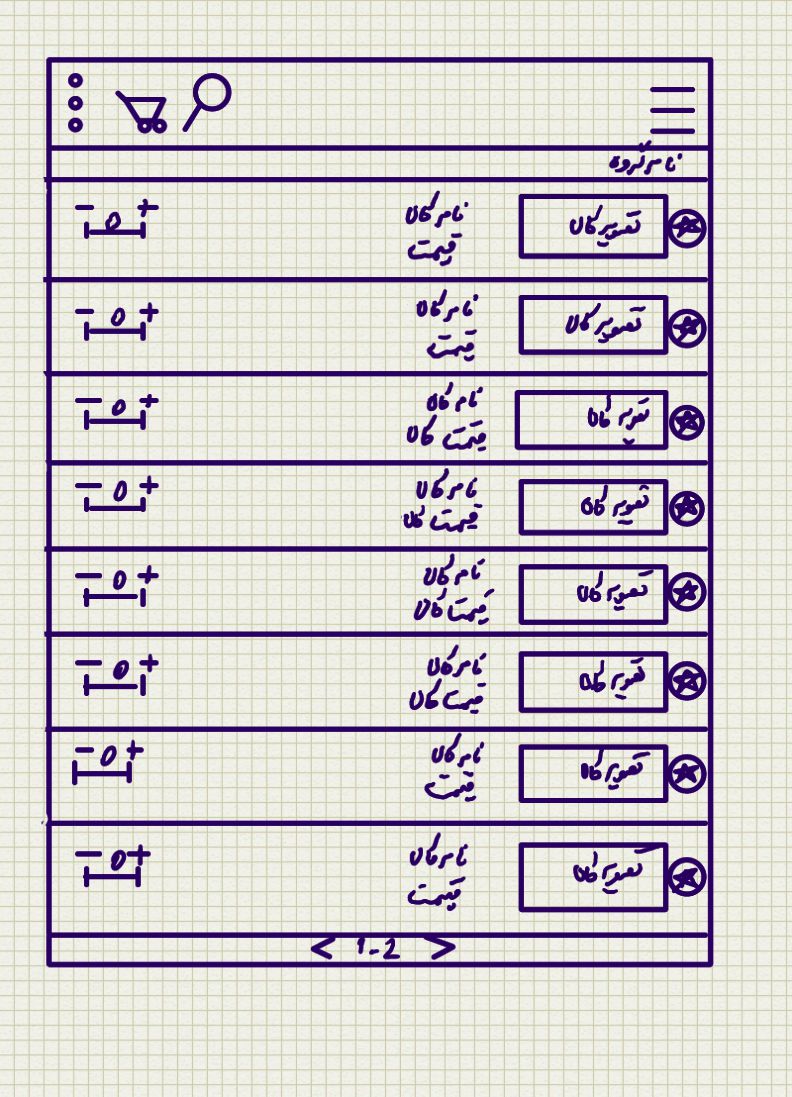 نام گروه
تصویر کالا
نام کالا
قیمت
- 0 +
تصویر کالا
نام کالا
قیمت
- 0 +
تصویر کالا
نام کالا
قیمت کالا
- 0 +
تصویر کالا
نام کالا
قیمت کالا
- 0 +
تصویر کالا
نام کالا
قیمت کالا
- 0 +
تصویر کالا
نام کالا
قیمت کالا
- 0 +
تصویر کالا
نام کالا
قیمت
- 0 +
تصویر کالا
نام کالا
قیمت
- 0 +
< 1-2 >